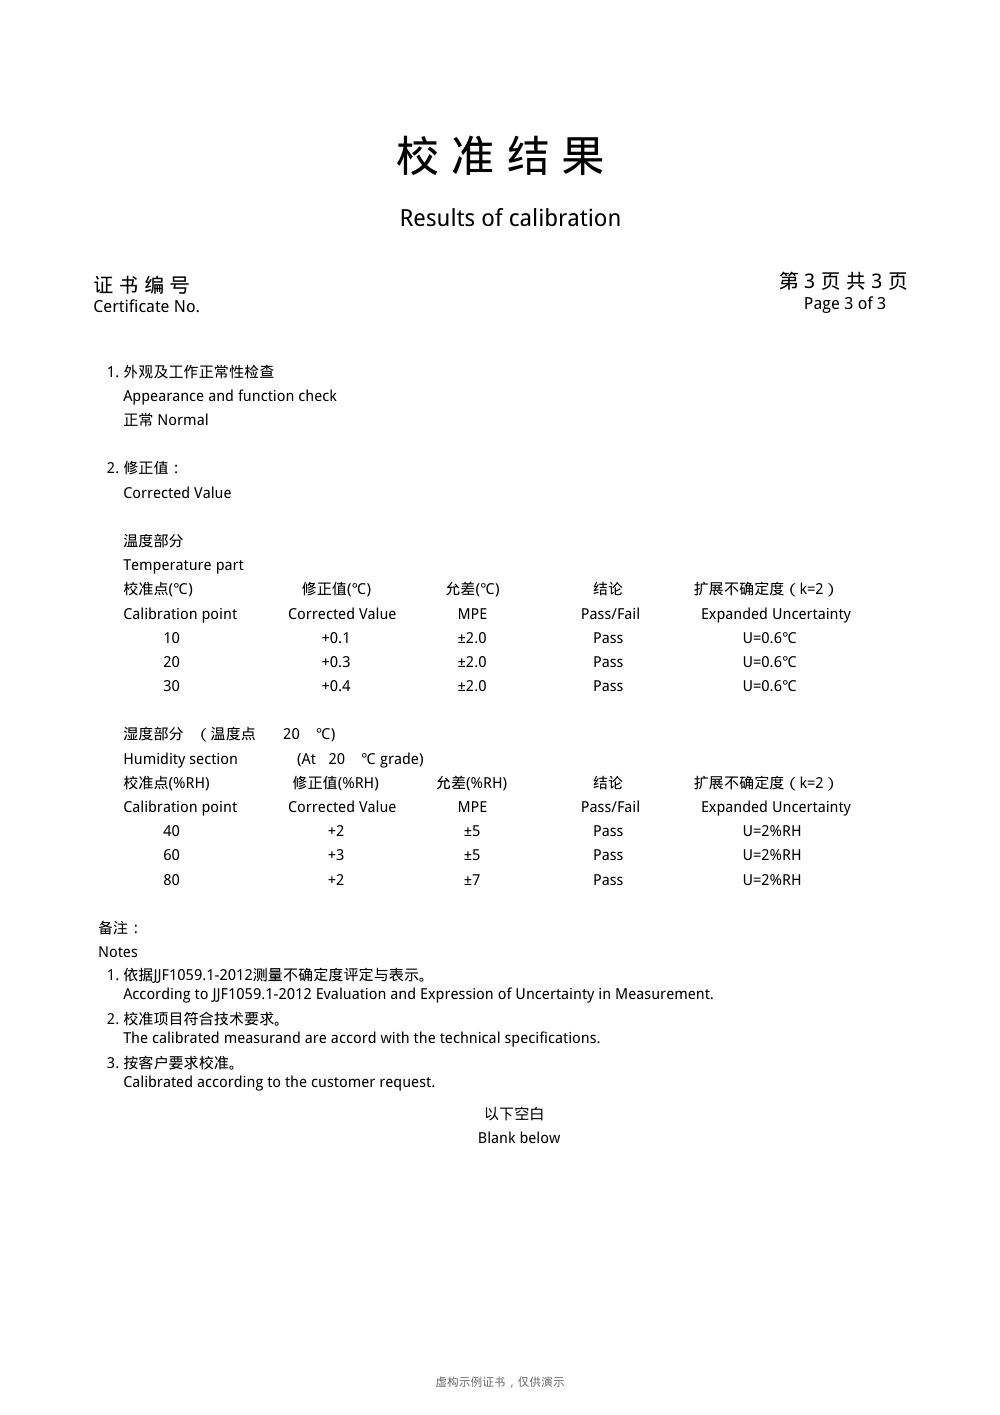 校准结果
Results of calibration
证书编号
第 3 页 共 3 页
Certificate No.
Page 3 of 3
1. 外观及工作正常性检查
Appearance and function check
正常 Normal
2. 修正值：
Corrected Value
温度部分
Temperature part
校准点(℃) 修正值(℃) 允差(℃) 结论 扩展不确定度（k=2）
Calibration point Corrected Value MPE Pass/Fail Expanded Uncertainty
10 +0.1 ±2.0 Pass U=0.6℃
20 +0.3 ±2.0 Pass U=0.6℃
30 +0.4 ±2.0 Pass U=0.6℃
湿度部分 （温度点 20 ℃)
Humidity section (At 20 ℃ grade)
校准点(%RH) 修正值(%RH) 允差(%RH) 结论 扩展不确定度（k=2）
Calibration point Corrected Value MPE Pass/Fail Expanded Uncertainty
40 +2 ±5 Pass U=2%RH
60 +3 ±5 Pass U=2%RH
80 +2 ±7 Pass U=2%RH
备注：
Notes
1. 依据JJF1059.1-2012测量不确定度评定与表示。
According to JJF1059.1-2012 Evaluation and Expression of Uncertainty in Measurement.
2. 校准项目符合技术要求。
The calibrated measurand are accord with the technical specifications.
3. 按客户要求校准。
Calibrated according to the customer request.
以下空白
Blank below
虚构示例证书，仅供演示